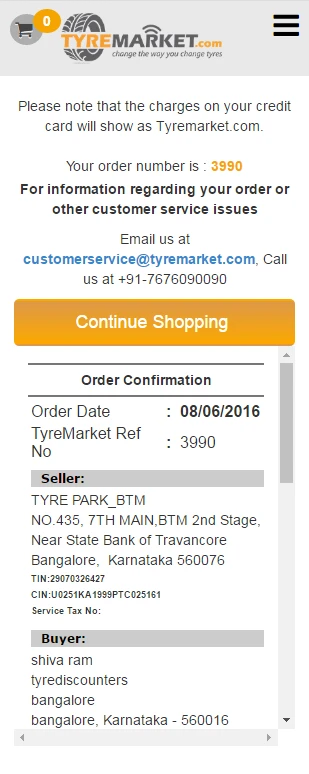 0
TYREMARKET.com
change the way you change tyres
Please note that the charges on your credit
card will show as Tyremarket.com.
Your order number is : 3990
For information regarding your order or
other customer service issues
Email us at
customerservice@tyremarket.com, Call
us at +91-7676090090
Continue Shopping
Order Confirmation
Order Date : 08/06/2016
TyreMarket Ref
No : 3990
Seller:
TYRE PARK_BTM
NO.435, 7TH MAIN,BTM 2nd Stage,
Near State Bank of Travancore
Bangalore, Karnataka 560076
TIN:29070326427
CIN:U0251KA1999PTC025161
Service Tax No:
Buyer:
shiva ram
tyrediscounters
bangalore
bangalore, Karnataka - 560016